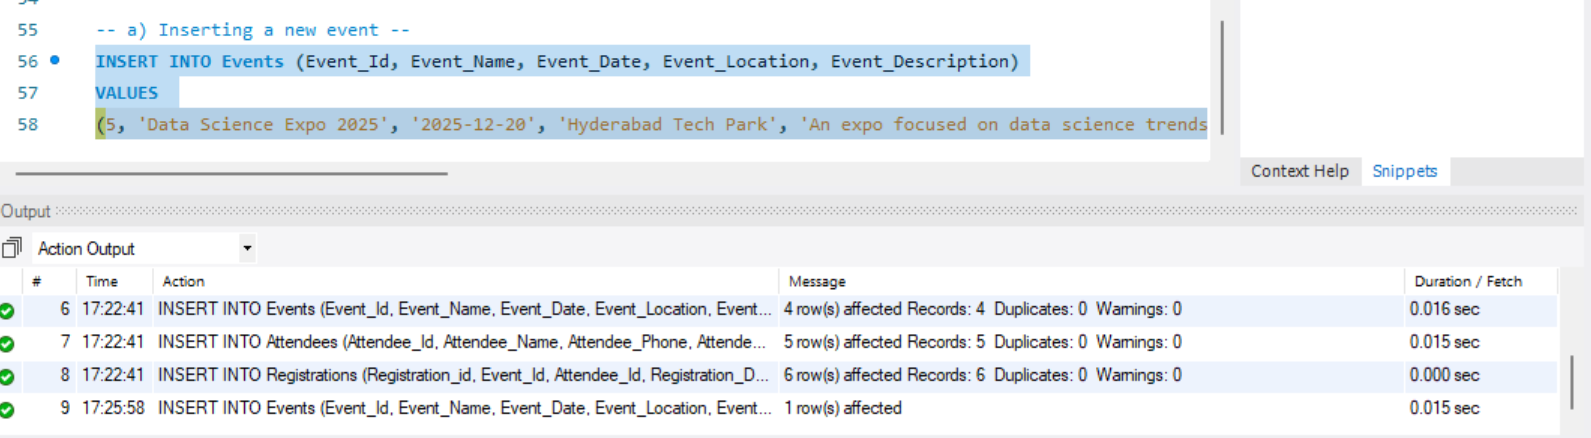 55 -- a) Inserting a new event --
56 INSERT INTO Events (Event_Id, Event_Name, Event_Date, Event_Location, Event_Description)
57 VALUES
58 (5, 'Data Science Expo 2025', '2025-12-20', 'Hyderabad Tech Park', 'An expo focused on data science trends
Context Help Snippets
Output
Action Output
# Time Action Message Duration / Fetch
6 17:22:41 INSERT INTO Events (Event_Id, Event_Name, Event_Date, Event_Location, Event... 4 row(s) affected Records: 4 Duplicates: 0 Warnings: 0 0.016 sec
7 17:22:41 INSERT INTO Attendees (Attendee_Id, Attendee_Name, Attendee_Phone, Attende... 5 row(s) affected Records: 5 Duplicates: 0 Warnings: 0 0.015 sec
8 17:22:41 INSERT INTO Registrations (Registration_id, Event_Id, Attendee_Id, Registration_D... 6 row(s) affected Records: 6 Duplicates: 0 Warnings: 0 0.000 sec
9 17:25:58 INSERT INTO Events (Event_Id, Event_Name, Event_Date, Event_Location, Event... 1 row(s) affected 0.015 sec